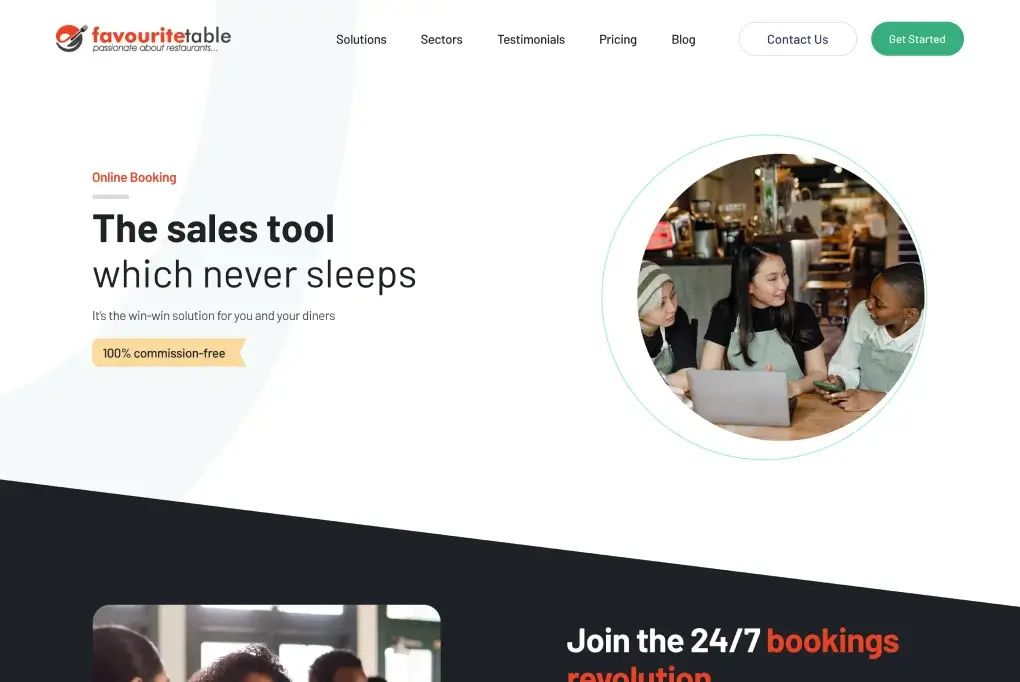 favouritetable
passionate about restaurants...
Solutions
Sectors
Testimonials
Pricing
Blog
Contact Us
Get Started
Online Booking
The sales tool
which never sleeps
It's the win-win solution for you and your diners
100% commission-free
Join the 24/7 bookings
revolution